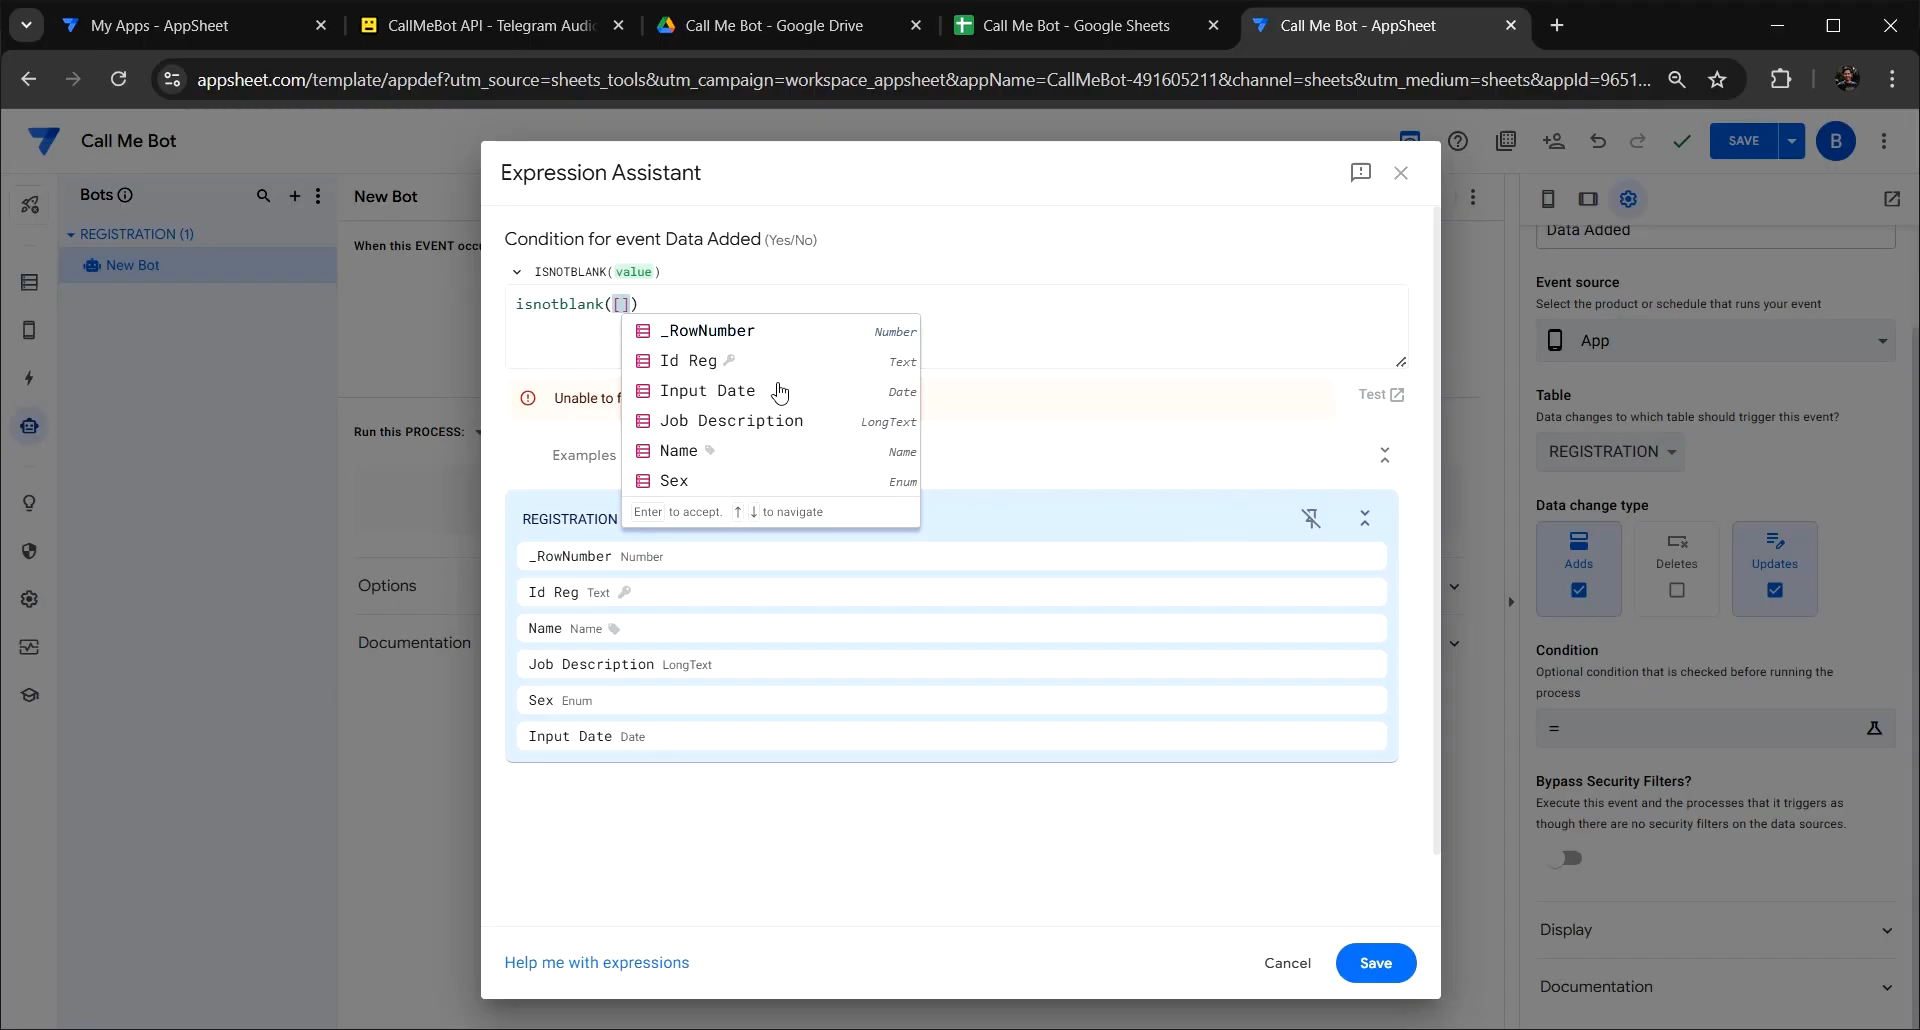 My Apps - AppSheet
CallMeBot API - Telegram Audi
Call Me Bot - Google Drive
Call Me Bot - Google Sheets
Call Me Bot - AppSheet
appsheet.com/template/appdef?utm_source=sheets_tools&utm_campaign=workspace_appsheet&appName=CallMeBot-491605211&channel=sheets&utm_medium=sheets&appId=9651...
Call Me Bot
SAVE
B
Bots
New Bot
REGISTRATION (1)
New Bot
When this EVENT occu
Run this PROCESS:
Options
Documentation
Expression Assistant
Condition for event Data Added (Yes/No)
ISNOTBLANK(value)
isnotblank([])
_RowNumber Number
Id Reg Text
Input Date Date
Job Description LongText
Name Name
Sex Enum
Enter to accept. ↑ ↓ to navigate
Unable to f
Test
Examples
REGISTRATION
_RowNumber Number
Id Reg Text
Name Name
Job Description LongText
Sex Enum
Input Date Date
Help me with expressions
Cancel
Save
Data Added
Event source
Select the product or schedule that runs your event
App
Table
Data changes to which table should trigger this event?
REGISTRATION
Data change type
Adds
Deletes
Updates
Condition
Optional condition that is checked before running the
process
=
Bypass Security Filters?
Execute this event and the processes that it triggers as
though there are no security filters on the data sources.
Display
Documentation